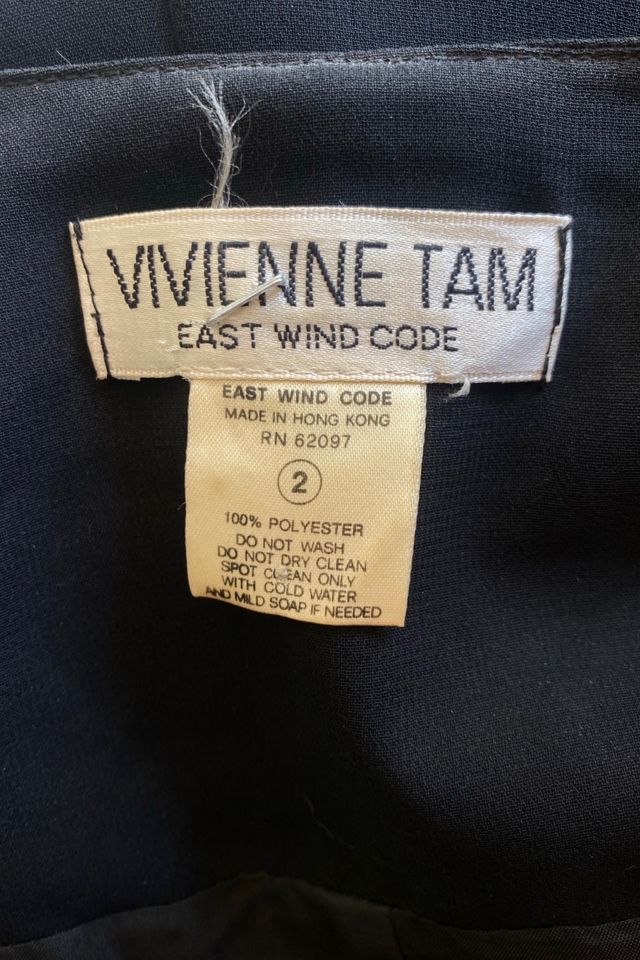 VIVIENNE TAM
EAST WIND CODE
EAST WIND CODE
MADE IN HONG KONG
RN 62097
2
100% POLYESTER
DO NOT WASH
DO NOT DRY CLEAN
SPOT CLEAN ONLY
WITH COLD WATER
AND MILD SOAP IF NEEDED